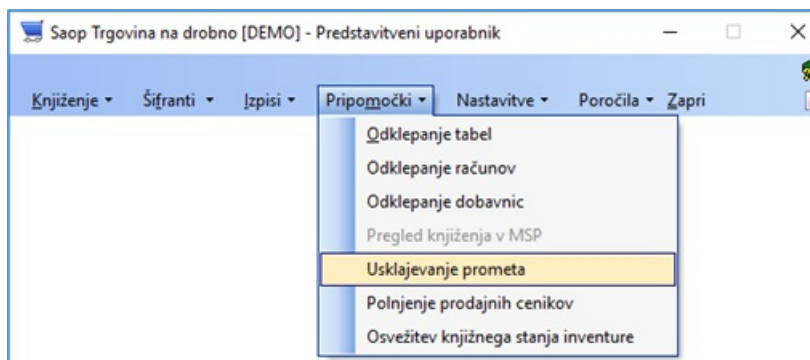 Saop Trgovina na drobno [DEMO] - Predstavitveni uporabnik
Knjiženje Šifranti Izpisi Pripomočki Nastavitve Poročila Zapri
Odklepanje tabel
Odklepanje računov
Odklepanje dobavnic
Pregled knjiženja v MSP
Usklajevanje prometa
Polnjenje prodajnih cenikov
Osvežitev knjižnega stanja inventure